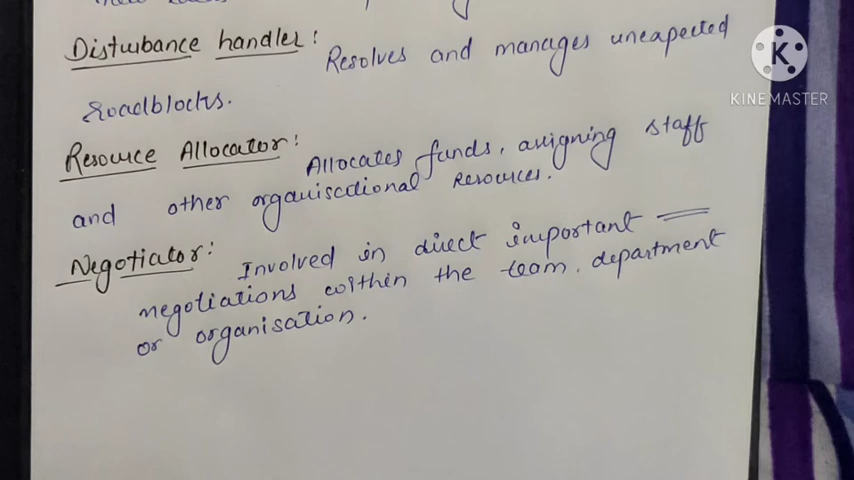 new
Disturbance handler:
Resolves and manages unexpected
roadblocks.
Resource Allocator:
Allocates funds, assigning staff
and other organisational resources.
Negotiator:
Involved in direct important
negotiations within the team, department
or organisation.
K
KINEMASTER